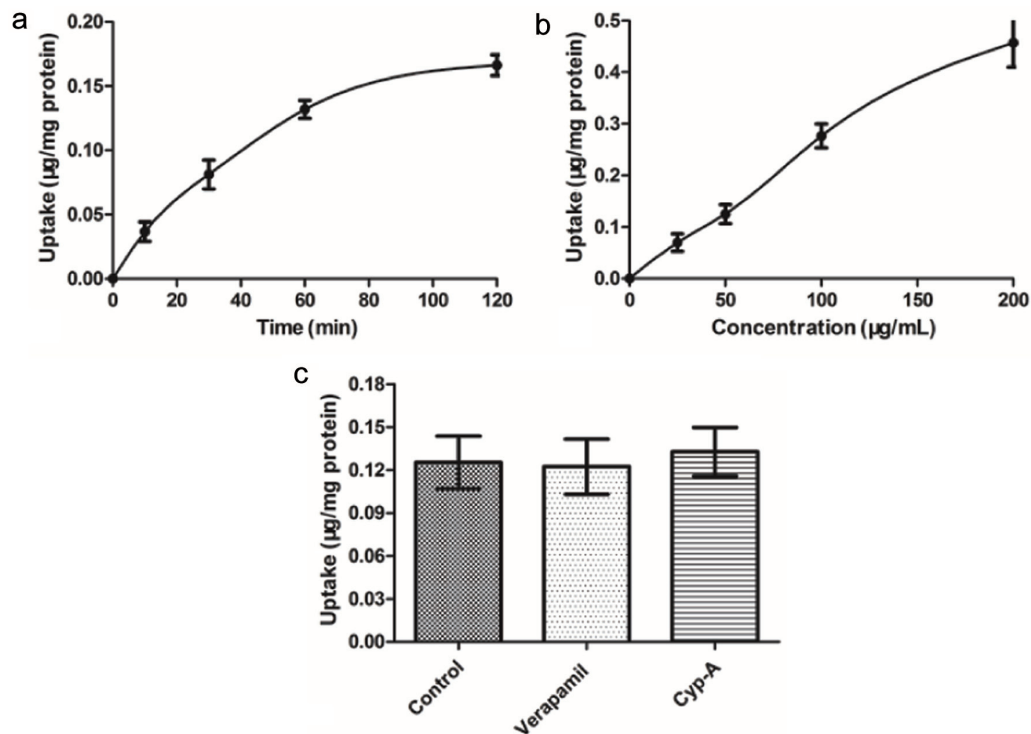 a
Uptake (µg/mg protein)
0.20
0.15
0.10
0.05
0.00
0 20 40 60 80 100 120
Time (min)
b
Uptake (µg/mg protein)
0.5
0.4
0.3
0.2
0.1
0.0
0 50 100 150 200
Concentration (µg/mL)
c
Uptake (µg/mg protein)
0.18
0.15
0.12
0.09
0.06
0.03
0.00
Control
Verapamil
Cyp-A